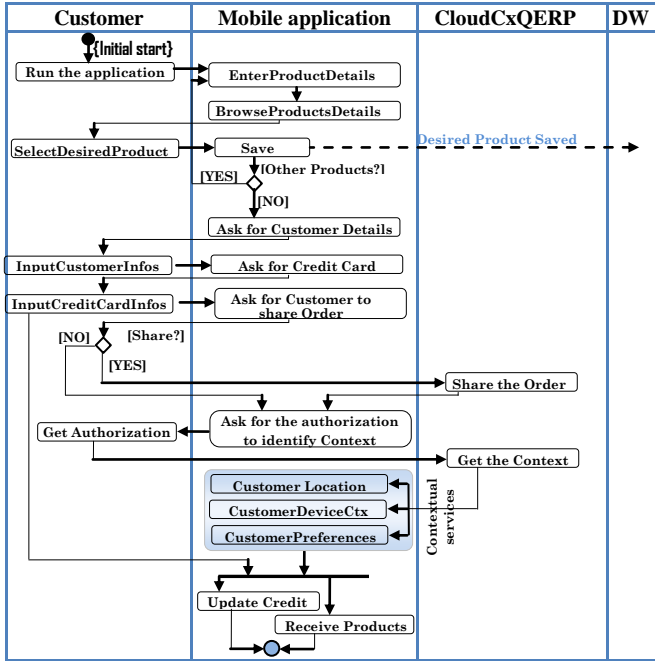 Customer
Mobile application
CloudCxQERP
DW
{Initial start}
Run the application
EnterProductDetails
BrowseProductsDetails
SelectDesiredProduct
Save
Desired Product Saved
[YES]
[Other Products?]
[NO]
Ask for Customer Details
InputCustomerInfos
Ask for Credit Card
InputCreditCardInfos
Ask for Customer to
share Order
[NO]
[Share?]
[YES]
Share the Order
Get Authorization
Ask for the authorization
to identify Context
Get the Context
Customer Location
CustomerDeviceCtx
CustomerPreferences
Contextual
services
Update Credit
Receive Products